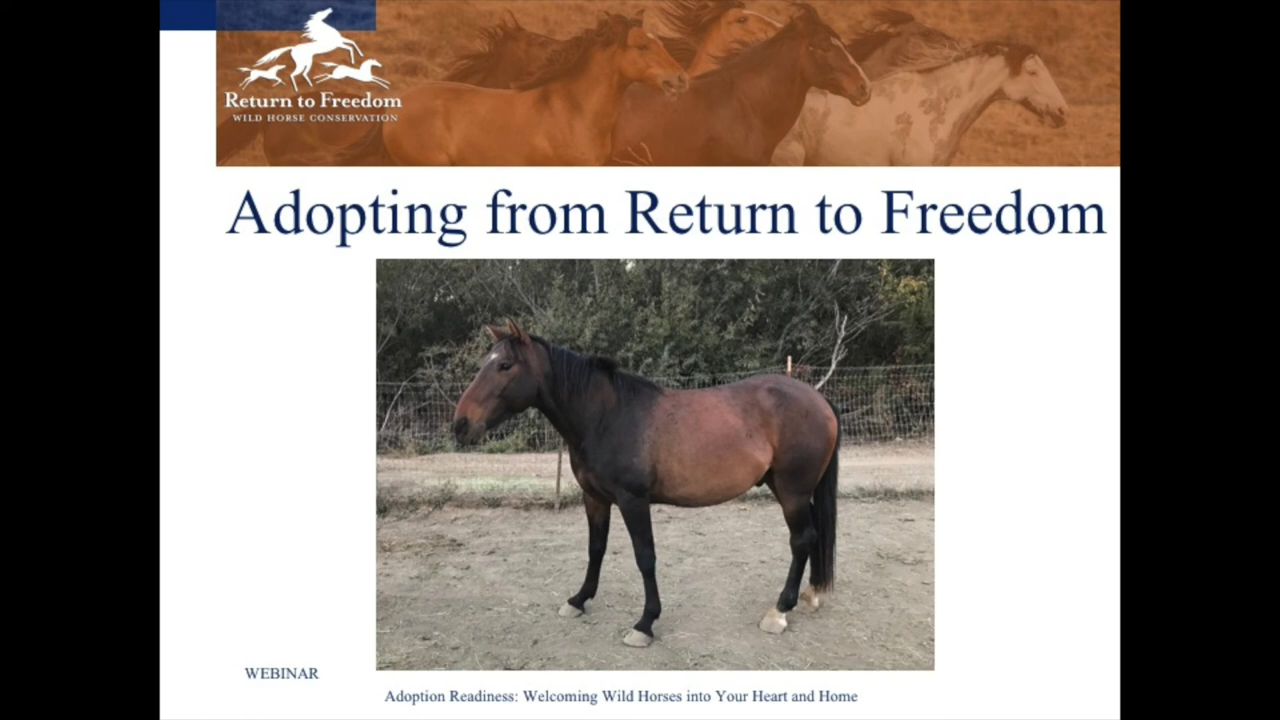 Return to Freedom
WILD HORSE CONSERVATION
Adopting from Return to Freedom
WEBINAR
Adoption Readiness: Welcoming Wild Horses into Your Heart and Home